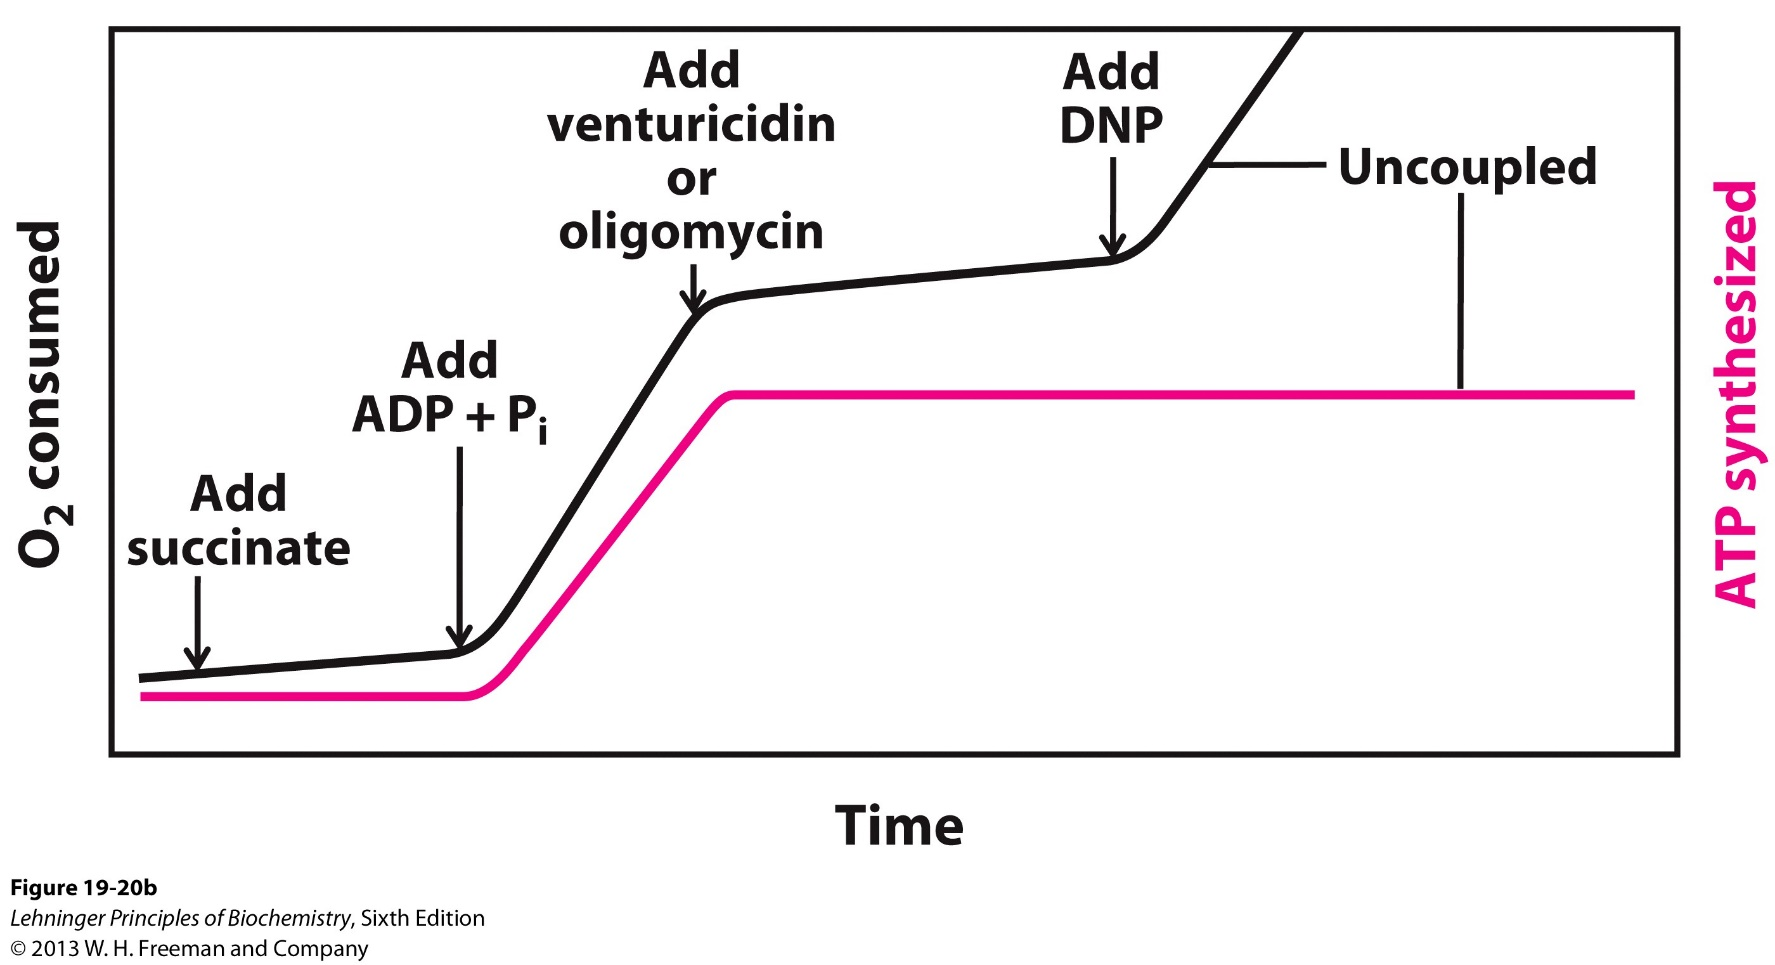 Add
venturicidin
or
oligomycin
Add
DNP
Uncoupled
Add
ADP + Pᵢ
Add
succinate
O₂ consumed
ATP synthesized
Time
Figure 19-20b
Lehninger Principles of Biochemistry, Sixth Edition
© 2013 W. H. Freeman and Company